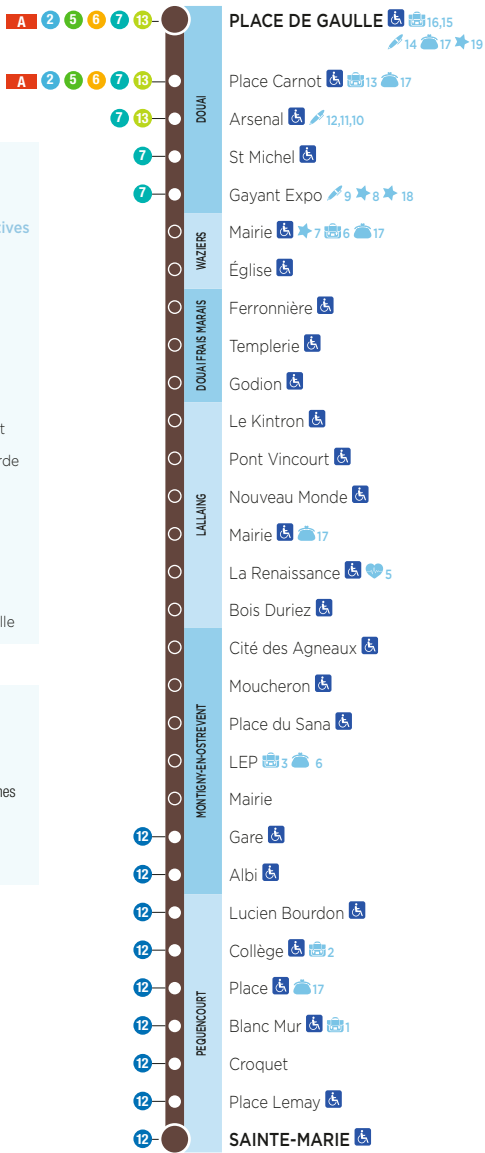 A 2 5 6 7 13 PLACE DE GAULLE 16,15
14 17 19
A 2 5 6 7 13 Place Carnot 13 17
DOUAI
7 13 Arsenal 12,11,10
7 St Michel
7 Gayant Expo 9 8 18
tives
WAZIERS
Mairie 7 6 17
Église
DOUAI FRAIS MARAIS
Ferronnière
Templerie
Godion
LALLAING
Le Kintron
t
Pont Vincourt
rde
Nouveau Monde
Mairie 17
La Renaissance 5
Bois Duriez
lle
MONTIGNY-EN-OSTREVENT
Cité des Agneaux
Moucheron
Place du Sana
LEP 3 6
Mairie
nes
12 Gare
12 Albi
PEQUENCOURT
12 Lucien Bourdon
12 Collège 2
12 Place 17
12 Blanc Mur 1
12 Croquet
12 Place Lemay
12 SAINTE-MARIE